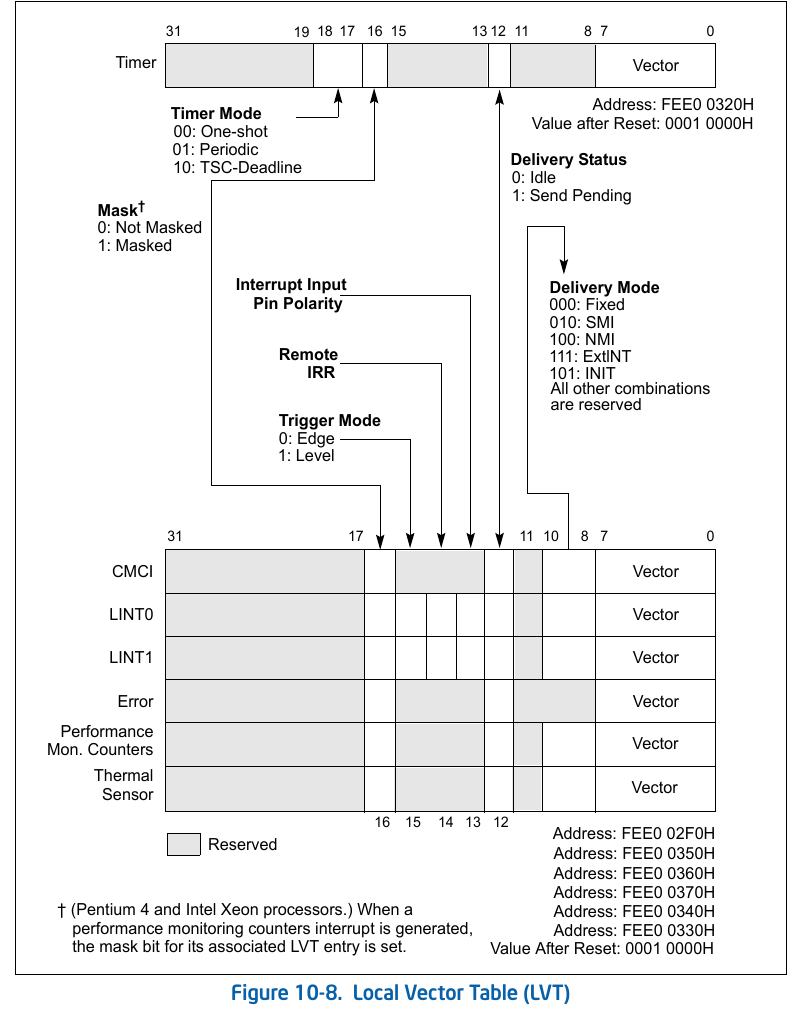 31 19 18 17 16 15 13 12 11 8 7 0
Timer Vector
Address: FEE0 0320H
Value after Reset: 0001 0000H
Timer Mode
00: One-shot
01: Periodic
10: TSC-Deadline
Delivery Status
0: Idle
1: Send Pending
Mask†
0: Not Masked
1: Masked
Interrupt Input
Pin Polarity
Delivery Mode
000: Fixed
010: SMI
100: NMI
111: ExtlNT
101: INIT
All other combinations
are reserved
Remote
IRR
Trigger Mode
0: Edge
1: Level
31 17 11 10 8 7 0
CMCI Vector
LINT0 Vector
LINT1 Vector
Error Vector
Performance
Mon. Counters Vector
Thermal
Sensor Vector
16 15 14 13 12
Reserved
Address: FEE0 02F0H
Address: FEE0 0350H
Address: FEE0 0360H
Address: FEE0 0370H
Address: FEE0 0340H
Address: FEE0 0330H
Value After Reset: 0001 0000H
† (Pentium 4 and Intel Xeon processors.) When a
performance monitoring counters interrupt is generated,
the mask bit for its associated LVT entry is set.
Figure 10-8. Local Vector Table (LVT)